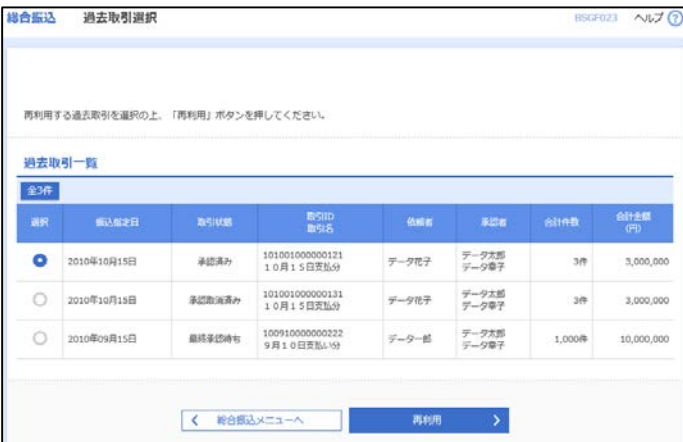 総合振込 過去取引選択 BSGF023 ヘルプ ?
再利用する過去取引を選択の上、「再利用」ボタンを押してください。
過去取引一覧
全3件
選択 振込指定日 取引状態 取引ID 取引名 依頼者 承認者 合計件数 合計金額 (円)
2010年10月15日 承認済み 101001000000121 データ花子 データ太郎 3件 3,000,000
10月15日支払分 データ幸子
2010年10月15日 承認取消済み 101001000000131 データ花子 データ太郎 3件 3,000,000
10月15日支払分 データ幸子
2010年09月15日 最終承認待ち 100910000000222 データ一郎 データ太郎 1,000件 10,000,000
9月10日支払い分 データ幸子
総合振込メニューへ 再利用